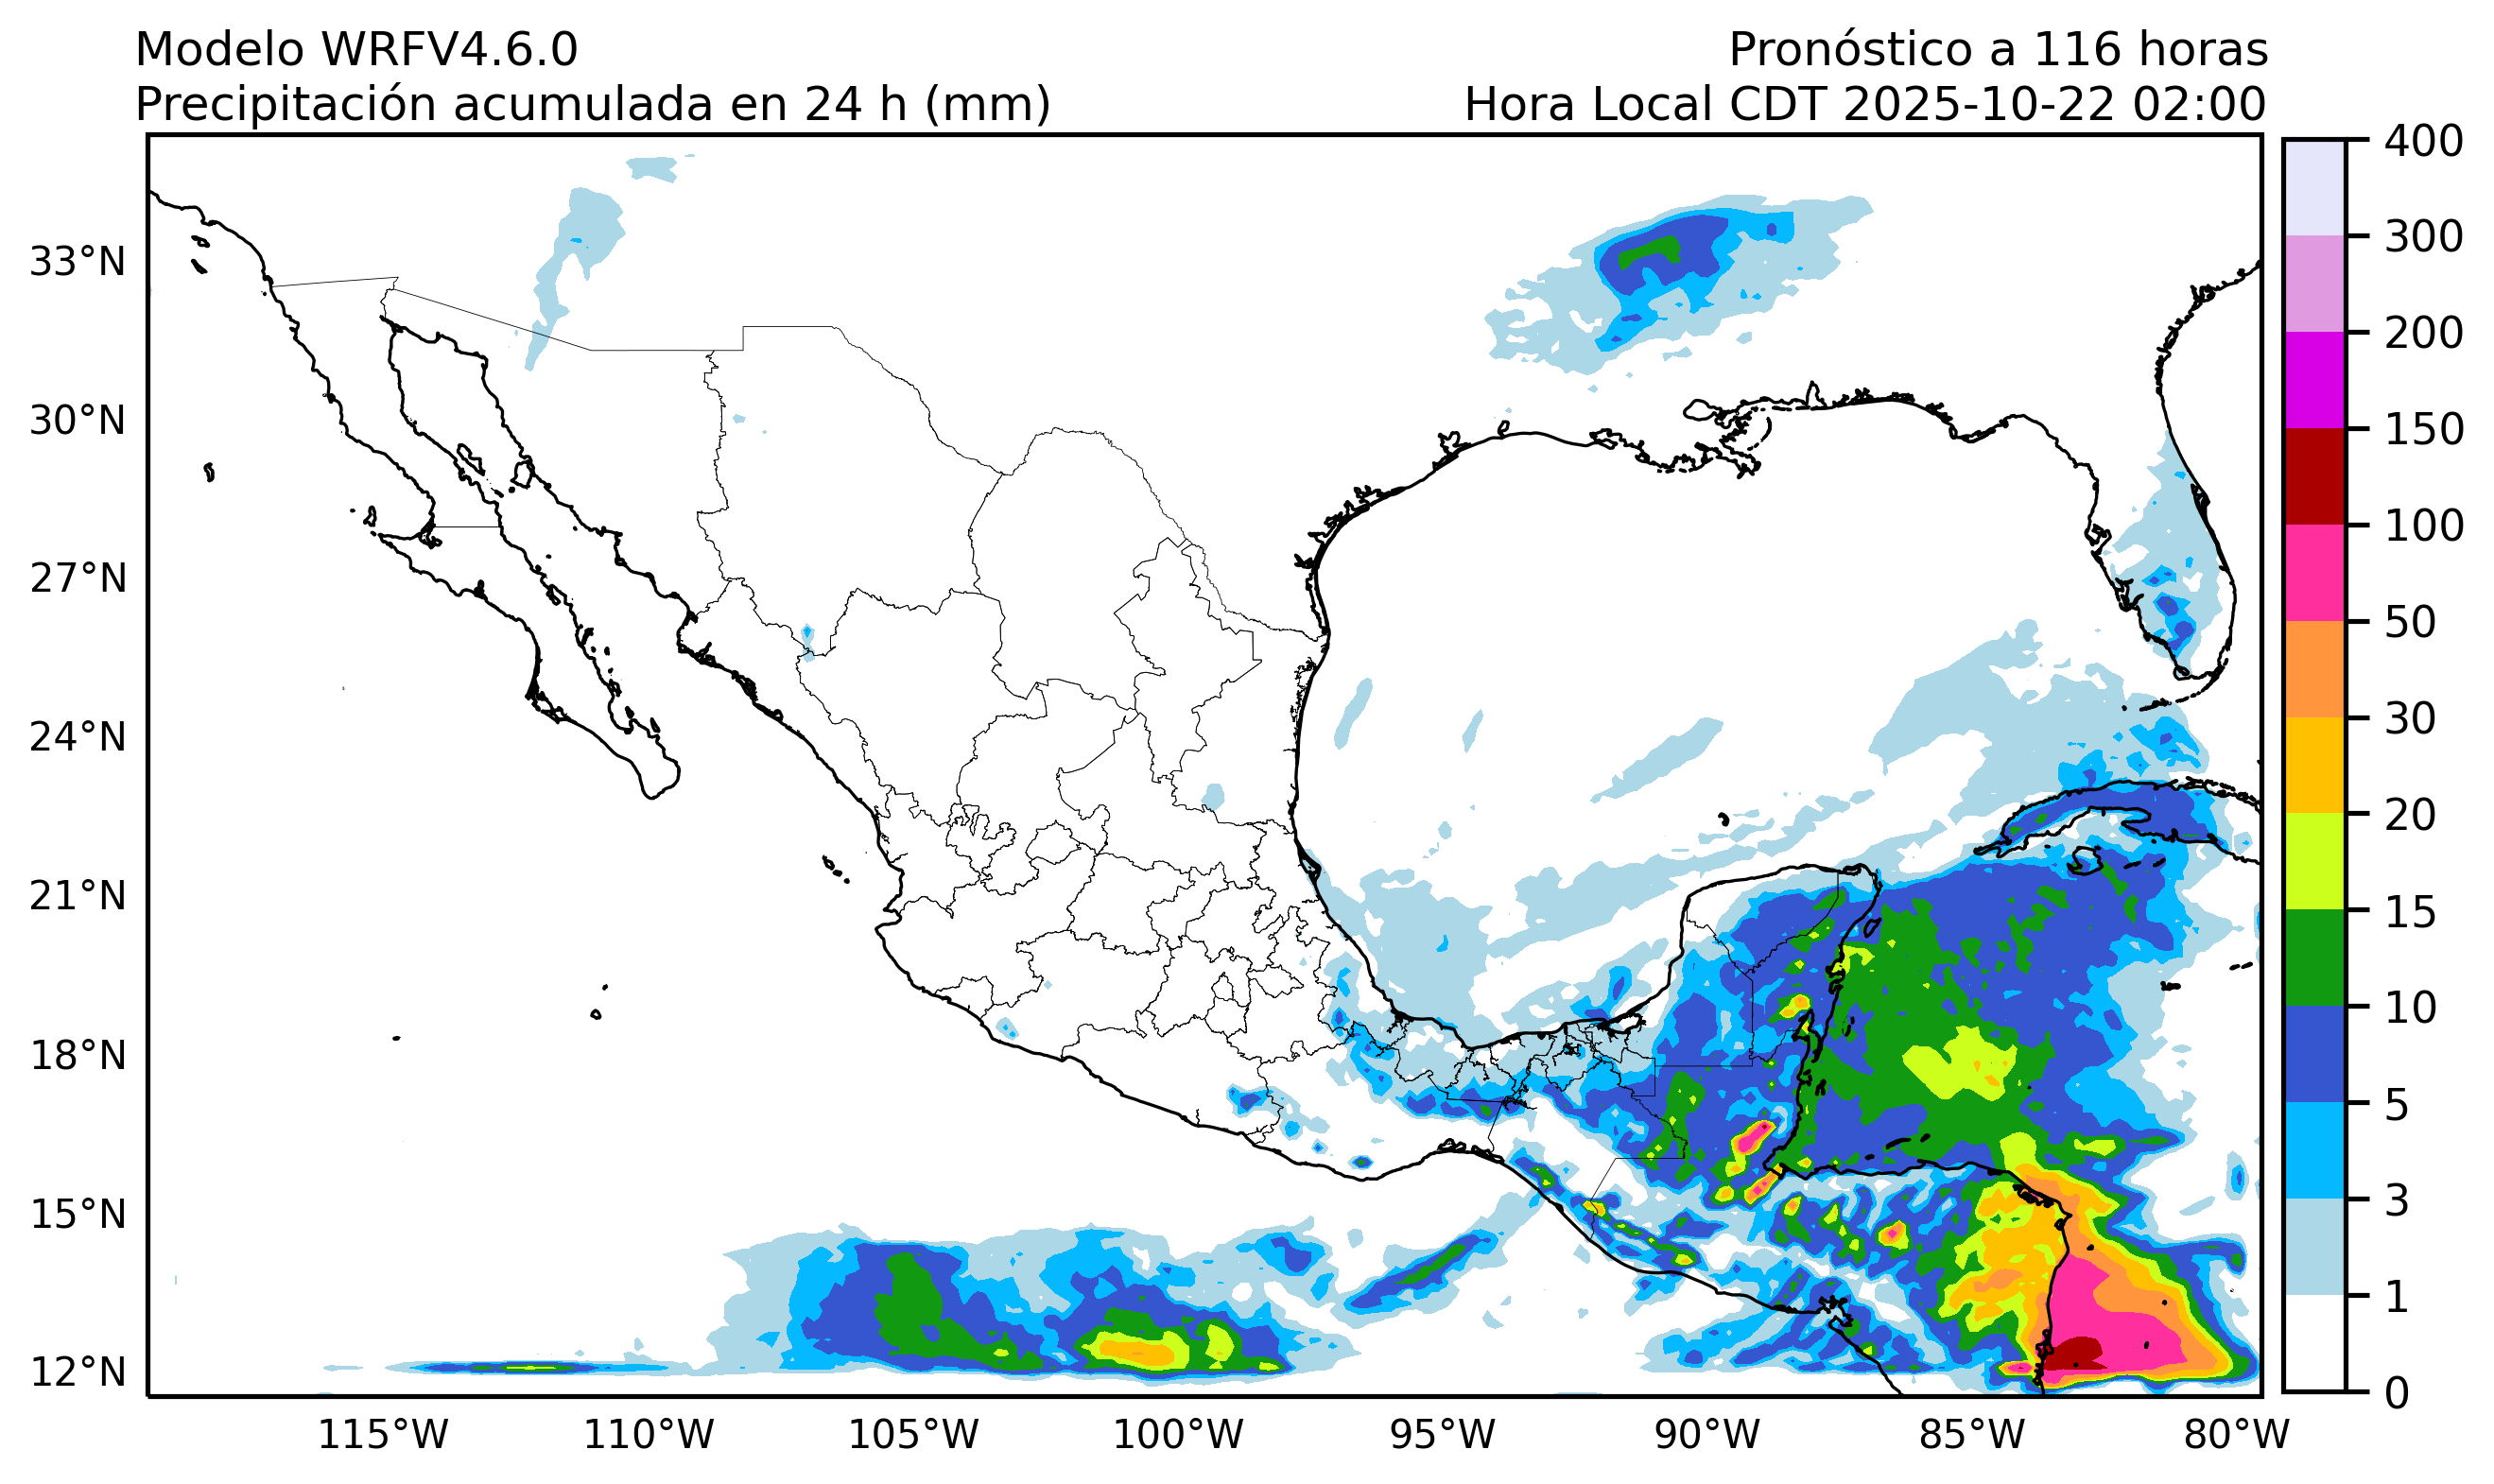 Modelo WRFV4.6.0
Pronóstico a 116 horas
Precipitación acumulada en 24 h (mm)
Hora Local CDT 2025-10-22 02:00
33°N
30°N
27°N
24°N
21°N
18°N
15°N
12°N
115°W
110°W
105°W
100°W
95°W
90°W
85°W
80°W
400
300
200
150
100
50
30
20
15
10
5
3
1
0